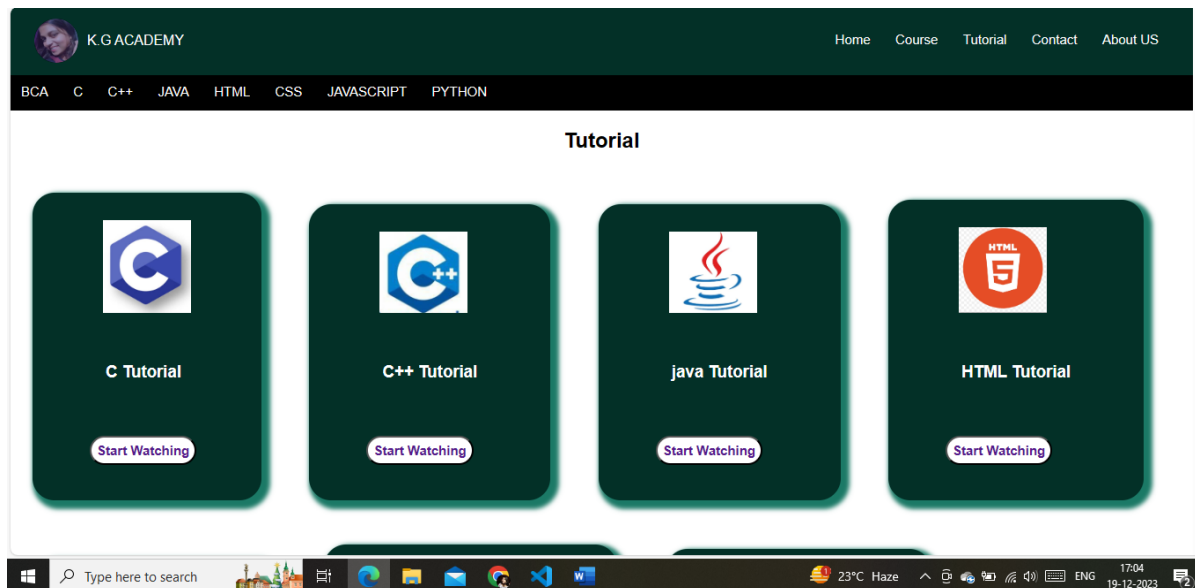 K.G ACADEMY Home Course Tutorial Contact About US
BCA C C++ JAVA HTML CSS JAVASCRIPT PYTHON
Tutorial
C C++ HTML 5
C Tutorial C++ Tutorial java Tutorial HTML Tutorial
Start Watching Start Watching Start Watching Start Watching
Type here to search 23°C Haze ENG 17:04
19-12-2023 2